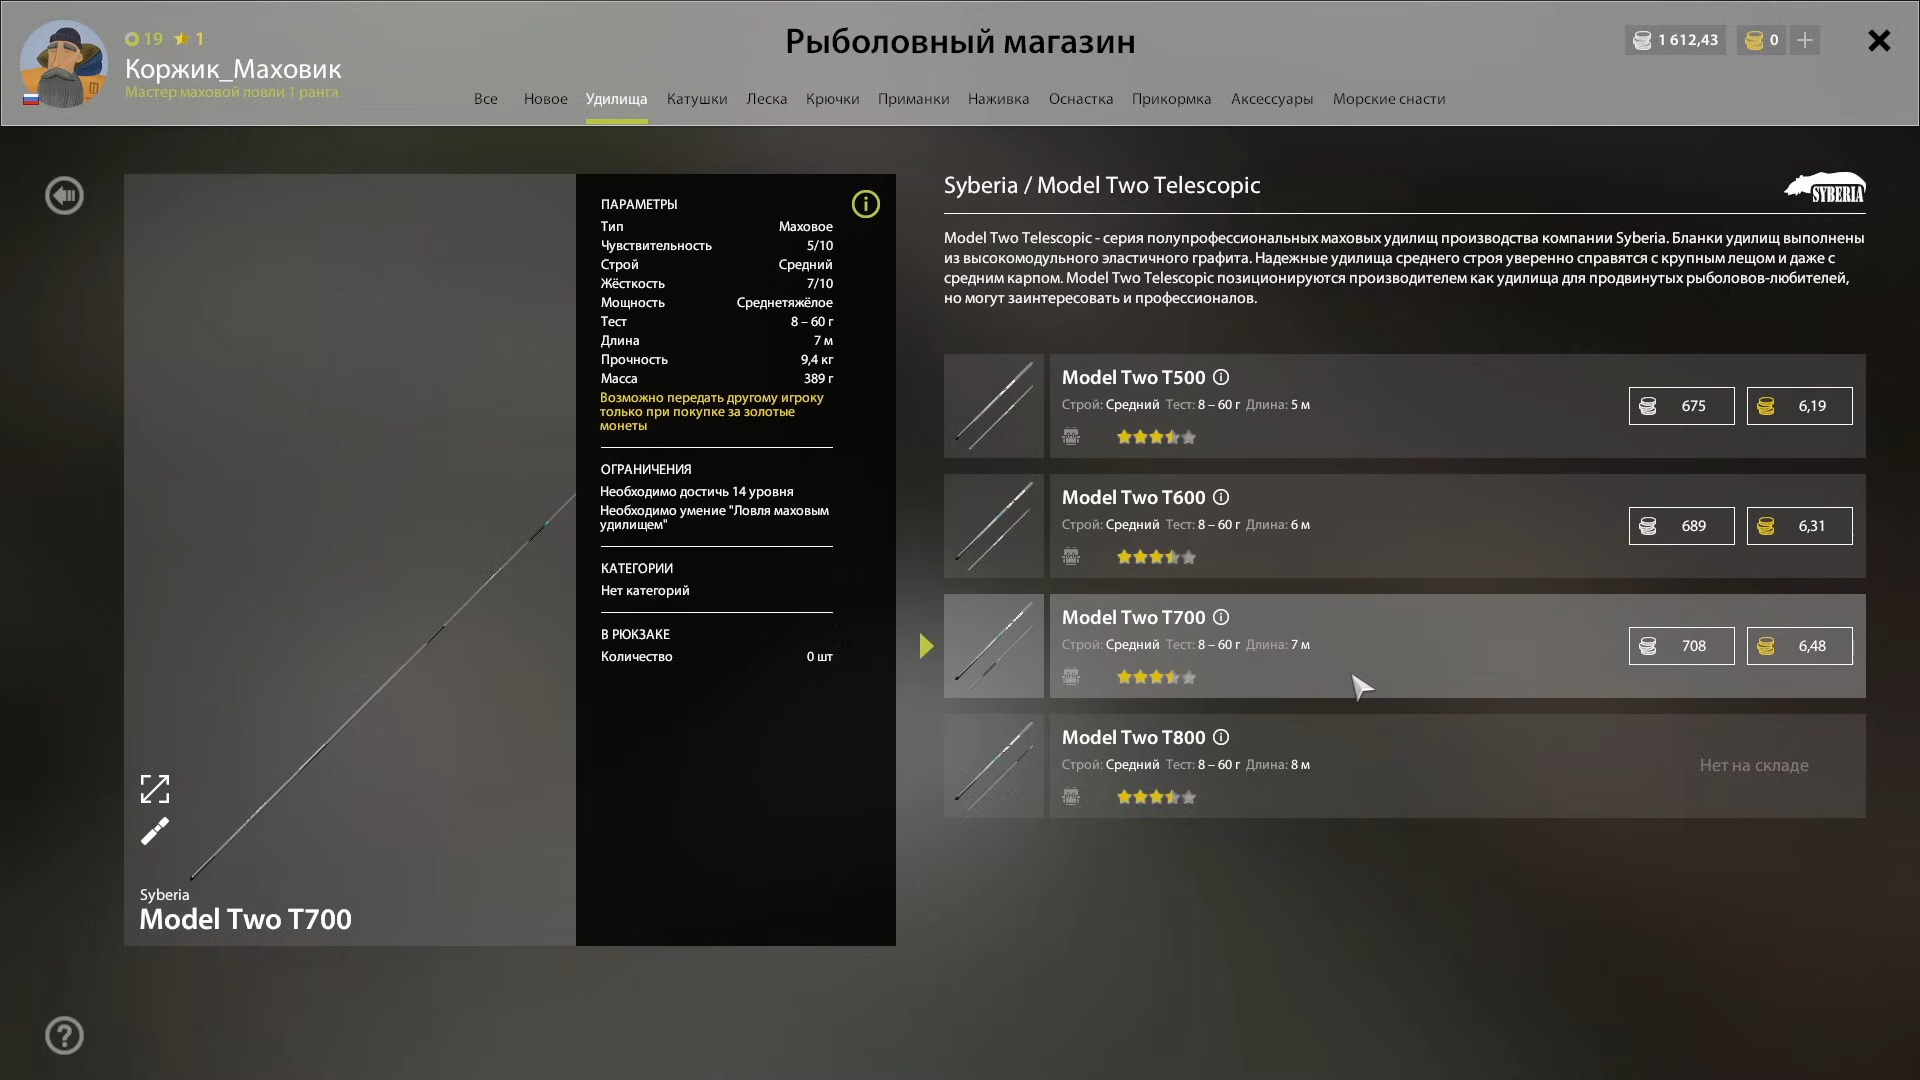 19 1
Коржик_Маховик
Мастер маховой ловли 1 ранга
Рыболовный магазин
1 612,43 0
Все Новое Удилища Катушки Леска Крючки Приманки Наживка Оснастка Прикормка Аксессуары Морские снасти
ПАРАМЕТРЫ
Тип Маховое
Чувствительность 5/10
Строй Средний
Жёсткость 7/10
Мощность Среднетяжёлое
Тест 8 – 60 г
Длина 7 м
Прочность 9,4 кг
Масса 389 г
Возможно передать другому игроку
только при покупке за золотые
монеты
ОГРАНИЧЕНИЯ
Необходимо достичь 14 уровня
Необходимо умение "Ловля маховым
удилищем"
КАТЕГОРИИ
Нет категорий
В РЮКЗАКЕ
Количество 0 шт
Syberia
Model Two T700
Syberia / Model Two Telescopic
SYBERIA
Model Two Telescopic - серия полупрофессиональных маховых удилищ производства компании Syberia. Бланки удилищ выполнены
из высокомодульного эластичного графита. Надежные удилища среднего строя уверенно справятся с крупным лещом и даже с
средним карпом. Model Two Telescopic позиционируются производителем как удилища для продвинутых рыболовов-любителей,
но могут заинтересовать и профессионалов.
Model Two T500
Строй: Средний Тест: 8 – 60 г Длина: 5 м
675 6,19
Model Two T600
Строй: Средний Тест: 8 – 60 г Длина: 6 м
689 6,31
Model Two T700
Строй: Средний Тест: 8 – 60 г Длина: 7 м
708 6,48
Model Two T800
Строй: Средний Тест: 8 – 60 г Длина: 8 м
Нет на складе